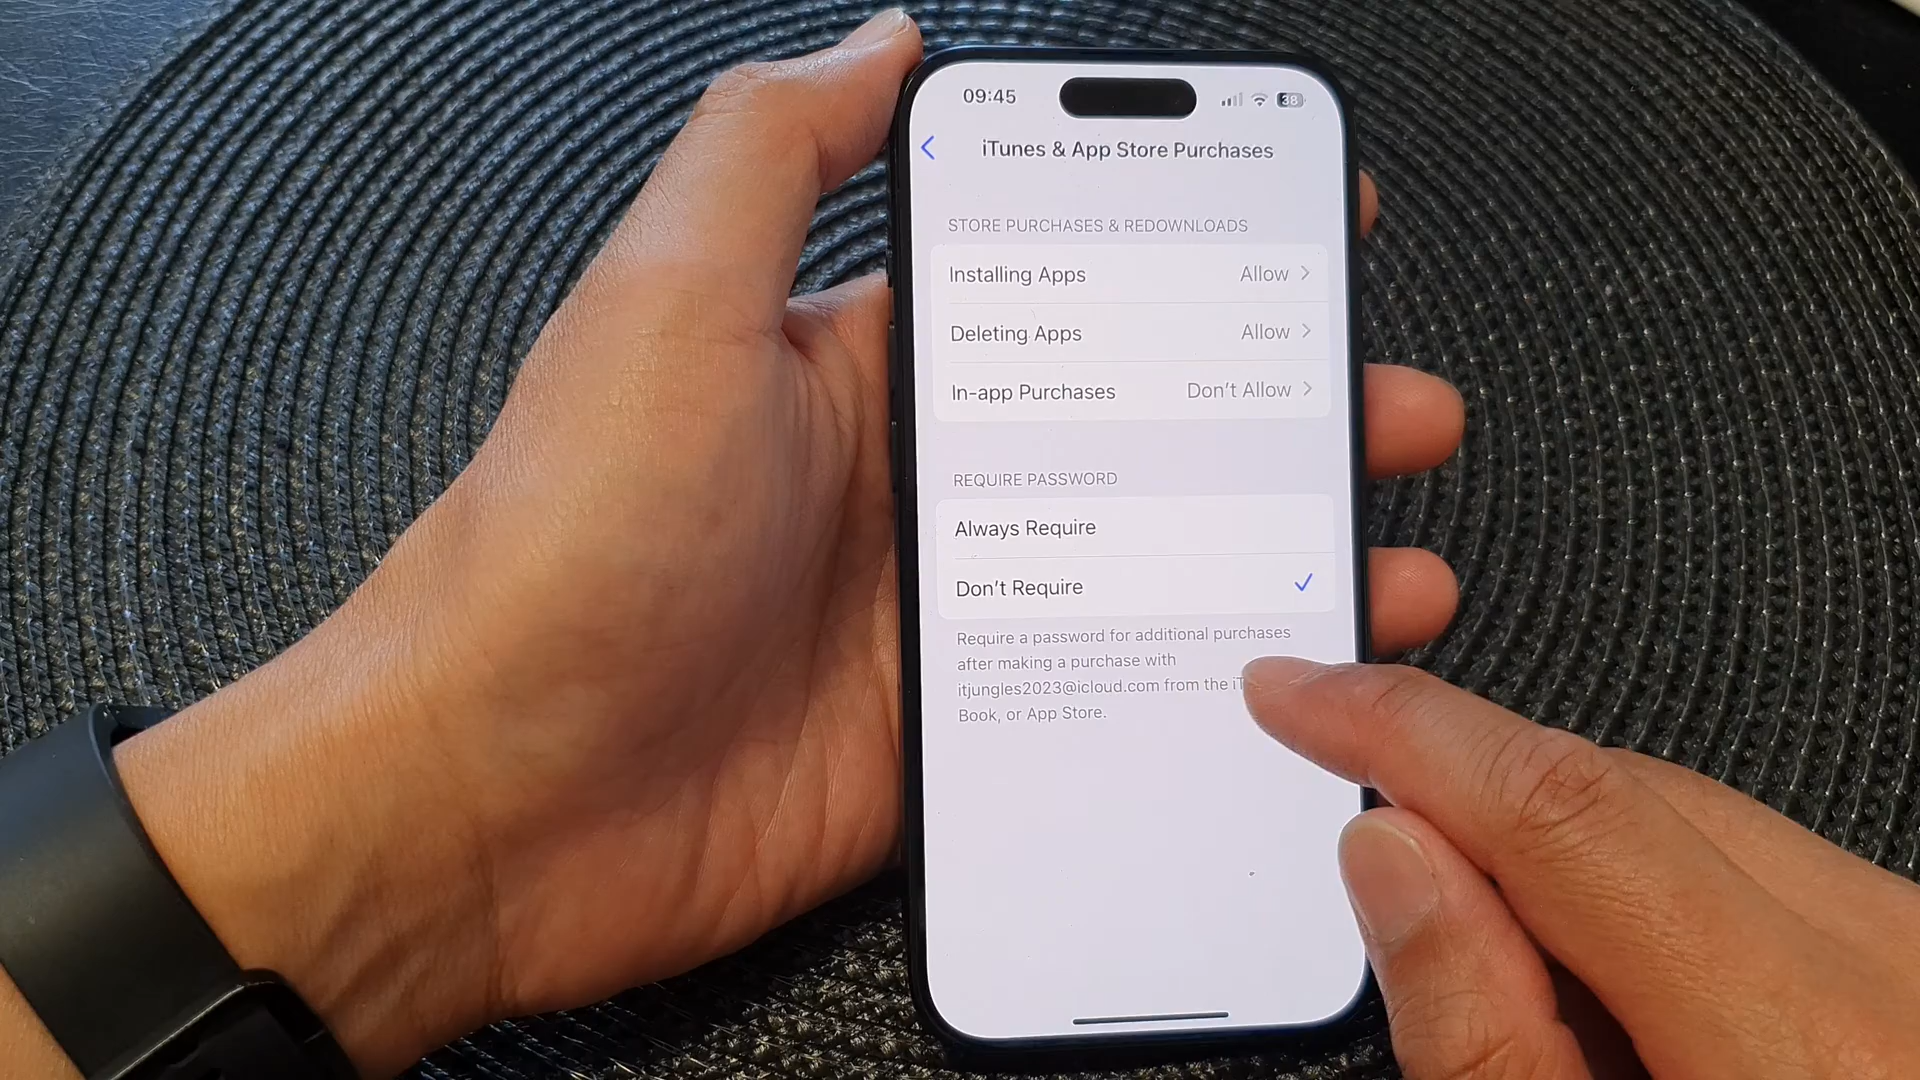 09:45
38
iTunes & App Store Purchases
STORE PURCHASES & REDOWNLOADS
Installing Apps Allow
Deleting Apps Allow
In-app Purchases Don't Allow
REQUIRE PASSWORD
Always Require
Don't Require
Require a password for additional purchases
after making a purchase with
itjungles2023@icloud.com from the
Book, or App Store.